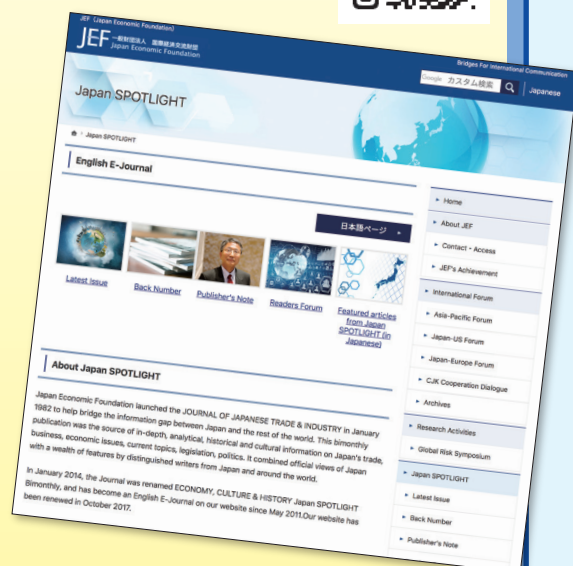 JEF (Japan Economic Foundation)
JEF 一般財団法人 国際経済交流財団
Japan Economic Foundation
Bridges For International Communication
Google カスタム検索
Japanese
Japan SPOTLIGHT
Japan SPOTLIGHT
English E-Journal
日本語ページ
Latest Issue
Back Number
Publisher's Note
Readers Forum
Featured articles
from Japan
SPOTLIGHT (in
Japanese)
About Japan SPOTLIGHT
Japan Economic Foundation launched the JOURNAL OF JAPANESE TRADE & INDUSTRY in January
1982 to help bridge the information gap between Japan and the rest of the world. This bimonthly
publication was the source of in-depth, analytical, historical and cultural information on Japan's trade,
business, economic issues, current topics, legislation, politics. It combined official views of Japan
with a wealth of features by distinguished writers from Japan and around the world.
In January 2014, the Journal was renamed ECONOMY, CULTURE & HISTORY Japan SPOTLIGHT
Bimonthly, and has become an English E-Journal on our website since May 2011.Our website has
been renewed in October 2017.
Home
About JEF
Contact・Access
JEF's Achievement
International Forum
Asia-Pacific Forum
Japan-US Forum
Japan-Europe Forum
CJK Cooperation Dialogue
Archives
Research Activities
Global Risk Symposium
Japan SPOTLIGHT
Latest Issue
Back Number
Publisher's Note